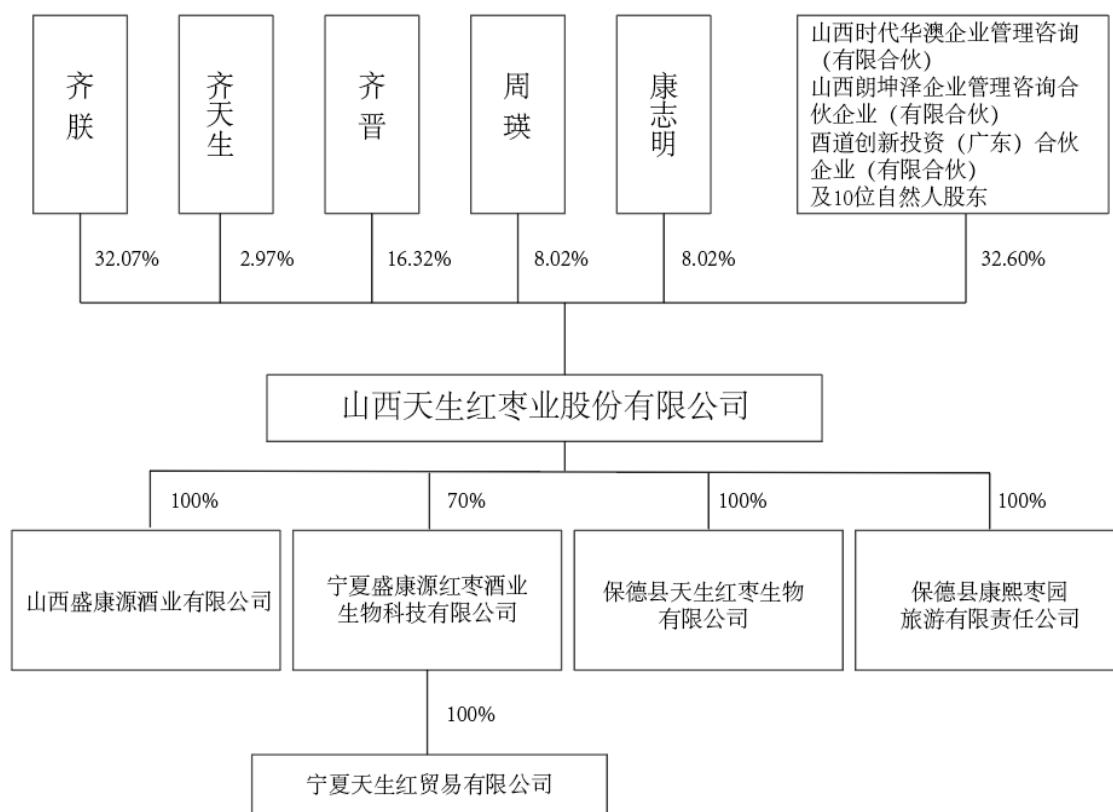 齐朕
齐天生
齐晋
周瑛
康志明
山西时代华澳企业管理咨询
（有限合伙）
山西朗坤泽企业管理咨询合
伙企业（有限合伙）
酉道创新投资（广东）合伙
企业（有限合伙）
及10位自然人股东
32.07%
2.97%
16.32%
8.02%
8.02%
32.60%
山西天生红枣业股份有限公司
100%
70%
100%
100%
山西盛康源酒业有限公司
宁夏盛康源红枣酒业
生物科技有限公司
保德县天生红枣生物
有限公司
保德县康熙枣园
旅游有限责任公司
100%
宁夏天生红贸易有限公司